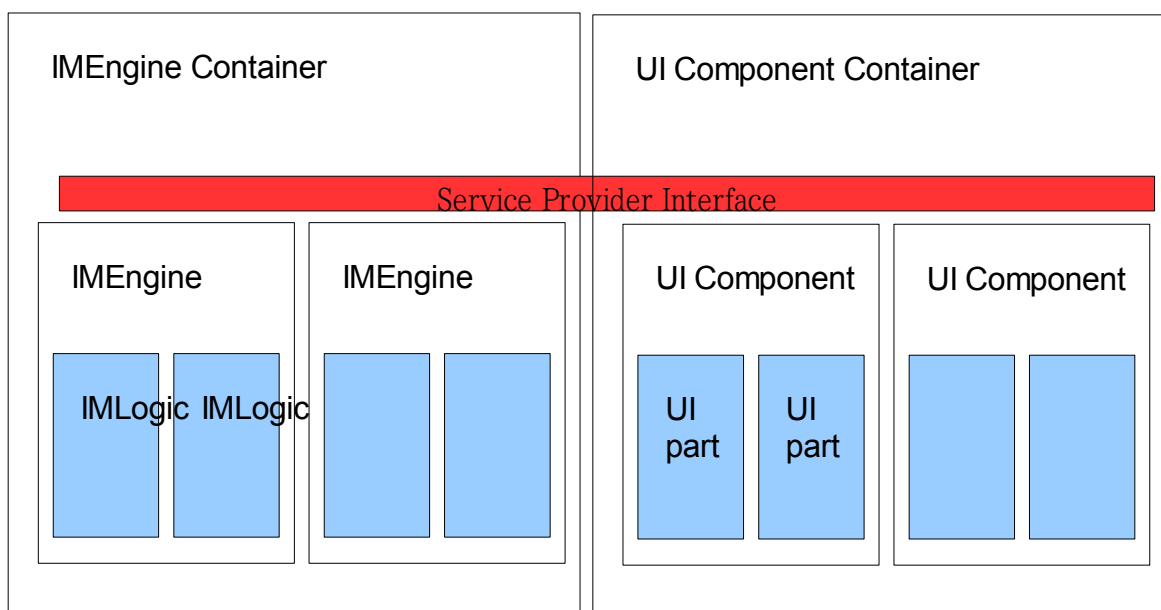 IMEngine Container
UI Component Container
Service Provider Interface
IMEngine
IMEngine
UI Component
UI Component
IMLogic
IMLogic
UI
part
UI
part